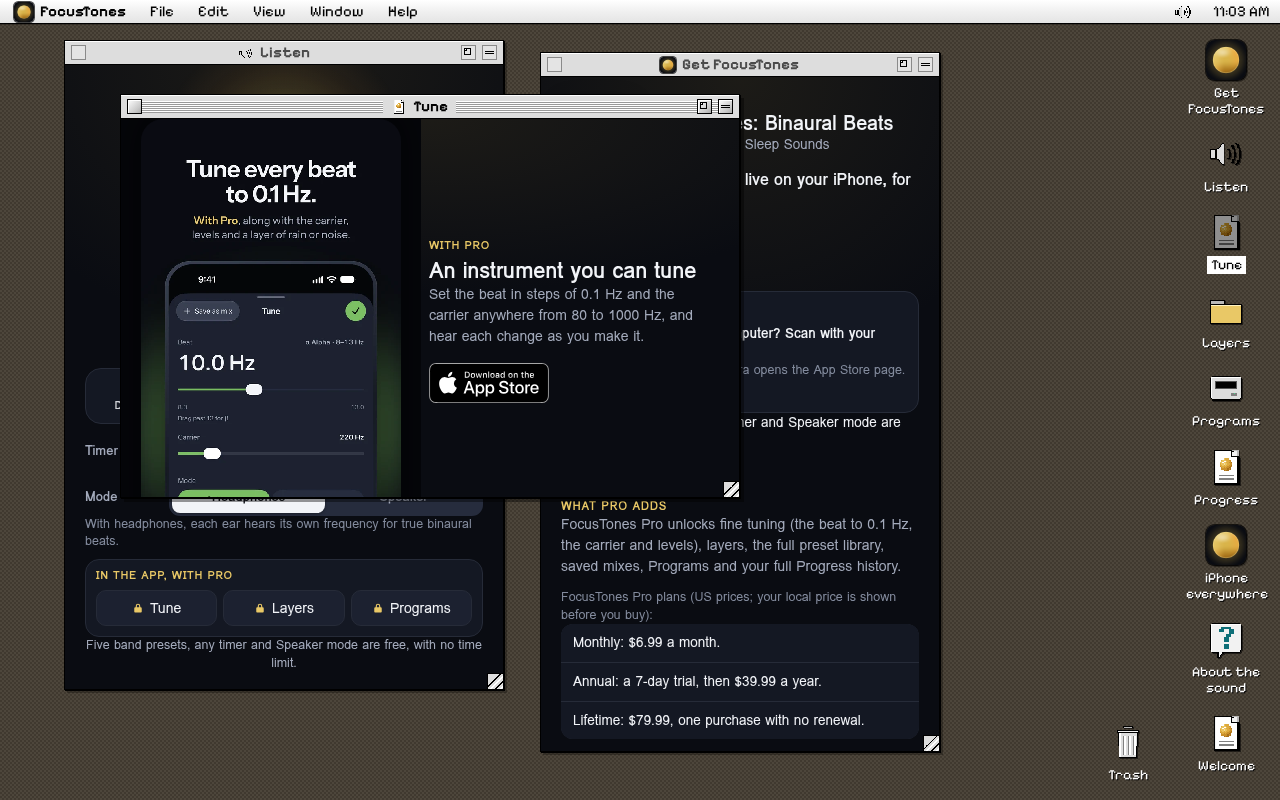 FocusTones File Edit View Window Help 11:03 AM
Listen
Get FocusTones
Tune
Tune every beat
to 0.1 Hz.
With Pro, along with the carrier,
levels and a layer of rain or noise.
9:41
+ Save as mix
Tune
Beat
10.0 Hz
8.0
13.0
Carrier
220 Hz
Mode
WITH PRO
An instrument you can tune
Set the beat in steps of 0.1 Hz and the
carrier anywhere from 80 to 1000 Hz, and
hear each change as you make it.
Download on the
App Store
Timer
Mode
With headphones, each ear hears its own frequency for true binaural
beats.
IN THE APP, WITH PRO
Tune
Layers
Programs
Five band presets, any timer and Speaker mode are free, with no time
limit.
s: Binaural Beats
Sleep Sounds
live on your iPhone, for
puter? Scan with your
ra opens the App Store page.
er and Speaker mode are
WHAT PRO ADDS
FocusTones Pro unlocks fine tuning (the beat to 0.1 Hz,
the carrier and levels), layers, the full preset library,
saved mixes, Programs and your full Progress history.
FocusTones Pro plans (US prices; your local price is shown
before you buy):
Monthly: $6.99 a month.
Annual: a 7-day trial, then $39.99 a year.
Lifetime: $79.99, one purchase with no renewal.
Get
FocusTones
Listen
Tune
Layers
Programs
Progress
iPhone
everywhere
About the
sound
Welcome
Trash